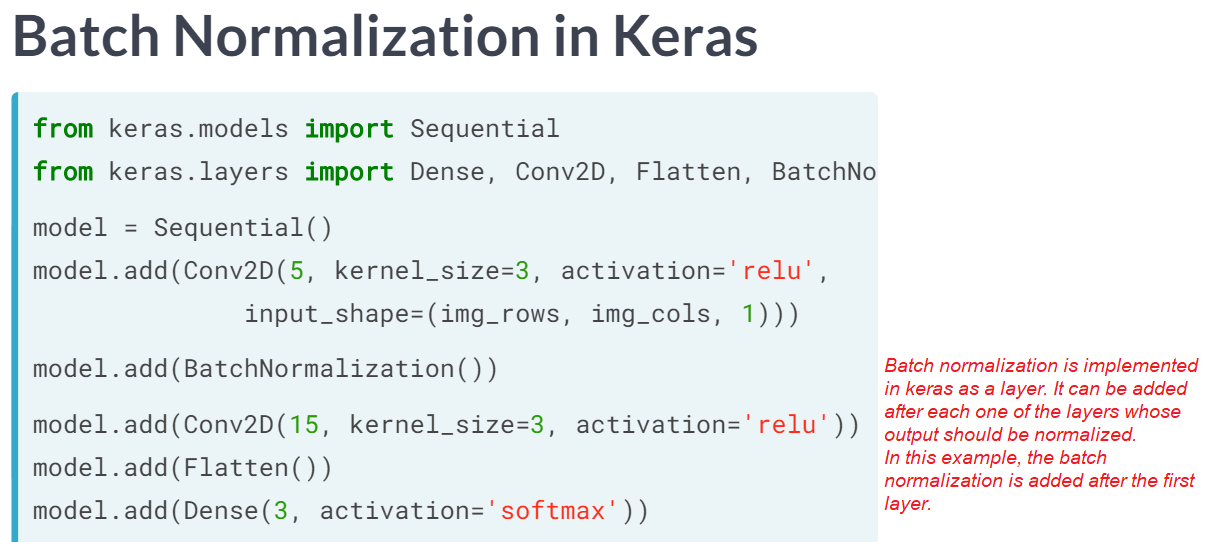 Batch Normalization in Keras
from keras.models import Sequential
from keras.layers import Dense, Conv2D, Flatten, BatchNo
model = Sequential()
model.add(Conv2D(5, kernel_size=3, activation='relu',
input_shape=(img_rows, img_cols, 1)))
model.add(BatchNormalization())
model.add(Conv2D(15, kernel_size=3, activation='relu'))
model.add(Flatten())
model.add(Dense(3, activation='softmax'))
Batch normalization is implemented
in keras as a layer. It can be added
after each one of the layers whose
output should be normalized.
In this example, the batch
normalization is added after the first
layer.